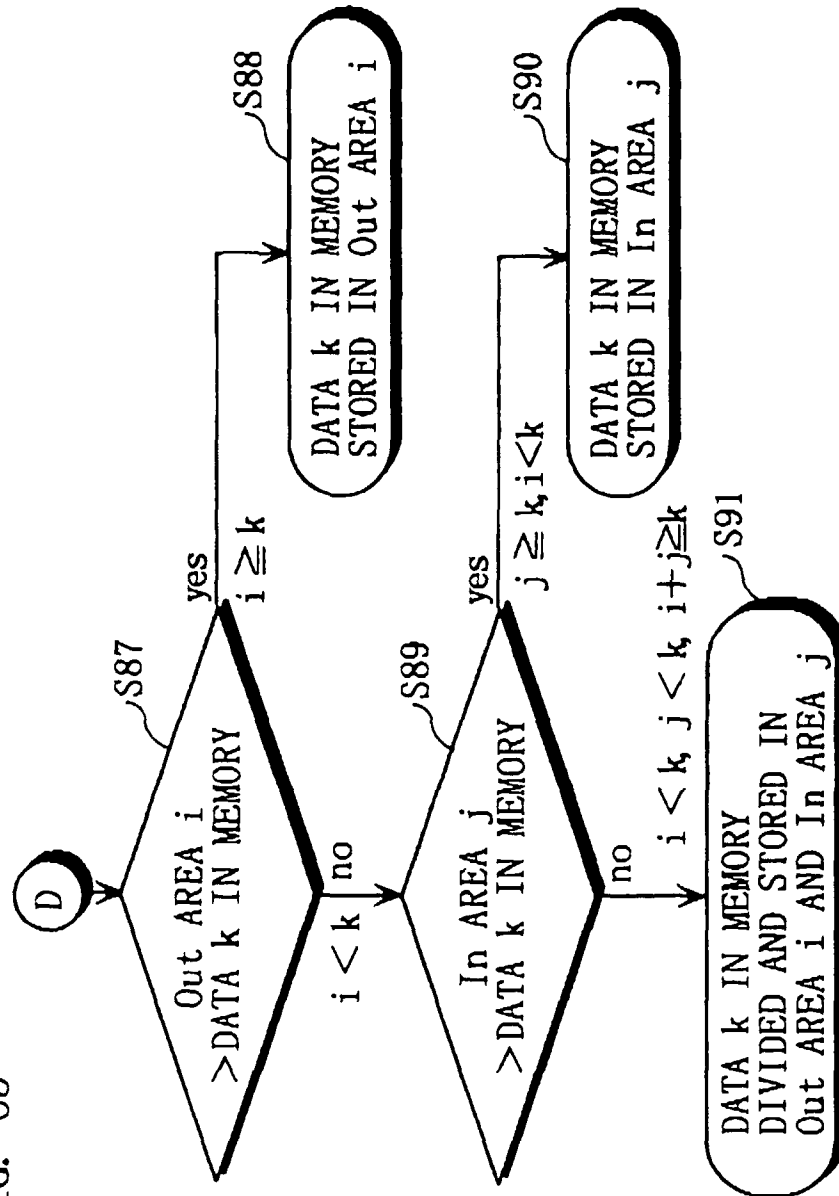 D
Out AREA i
>DATA k IN MEMORY
S87
yes
i ≧ k
DATA k IN MEMORY
STORED IN Out AREA i
S88
no
i < k
In AREA j
>DATA k IN MEMORY
S89
yes
j ≧ k, i < k
DATA k IN MEMORY
STORED IN In AREA j
S90
no
i < k, j < k, i + j ≧ k
DATA k IN MEMORY
DIVIDED AND STORED IN
Out AREA i AND In AREA j
S91